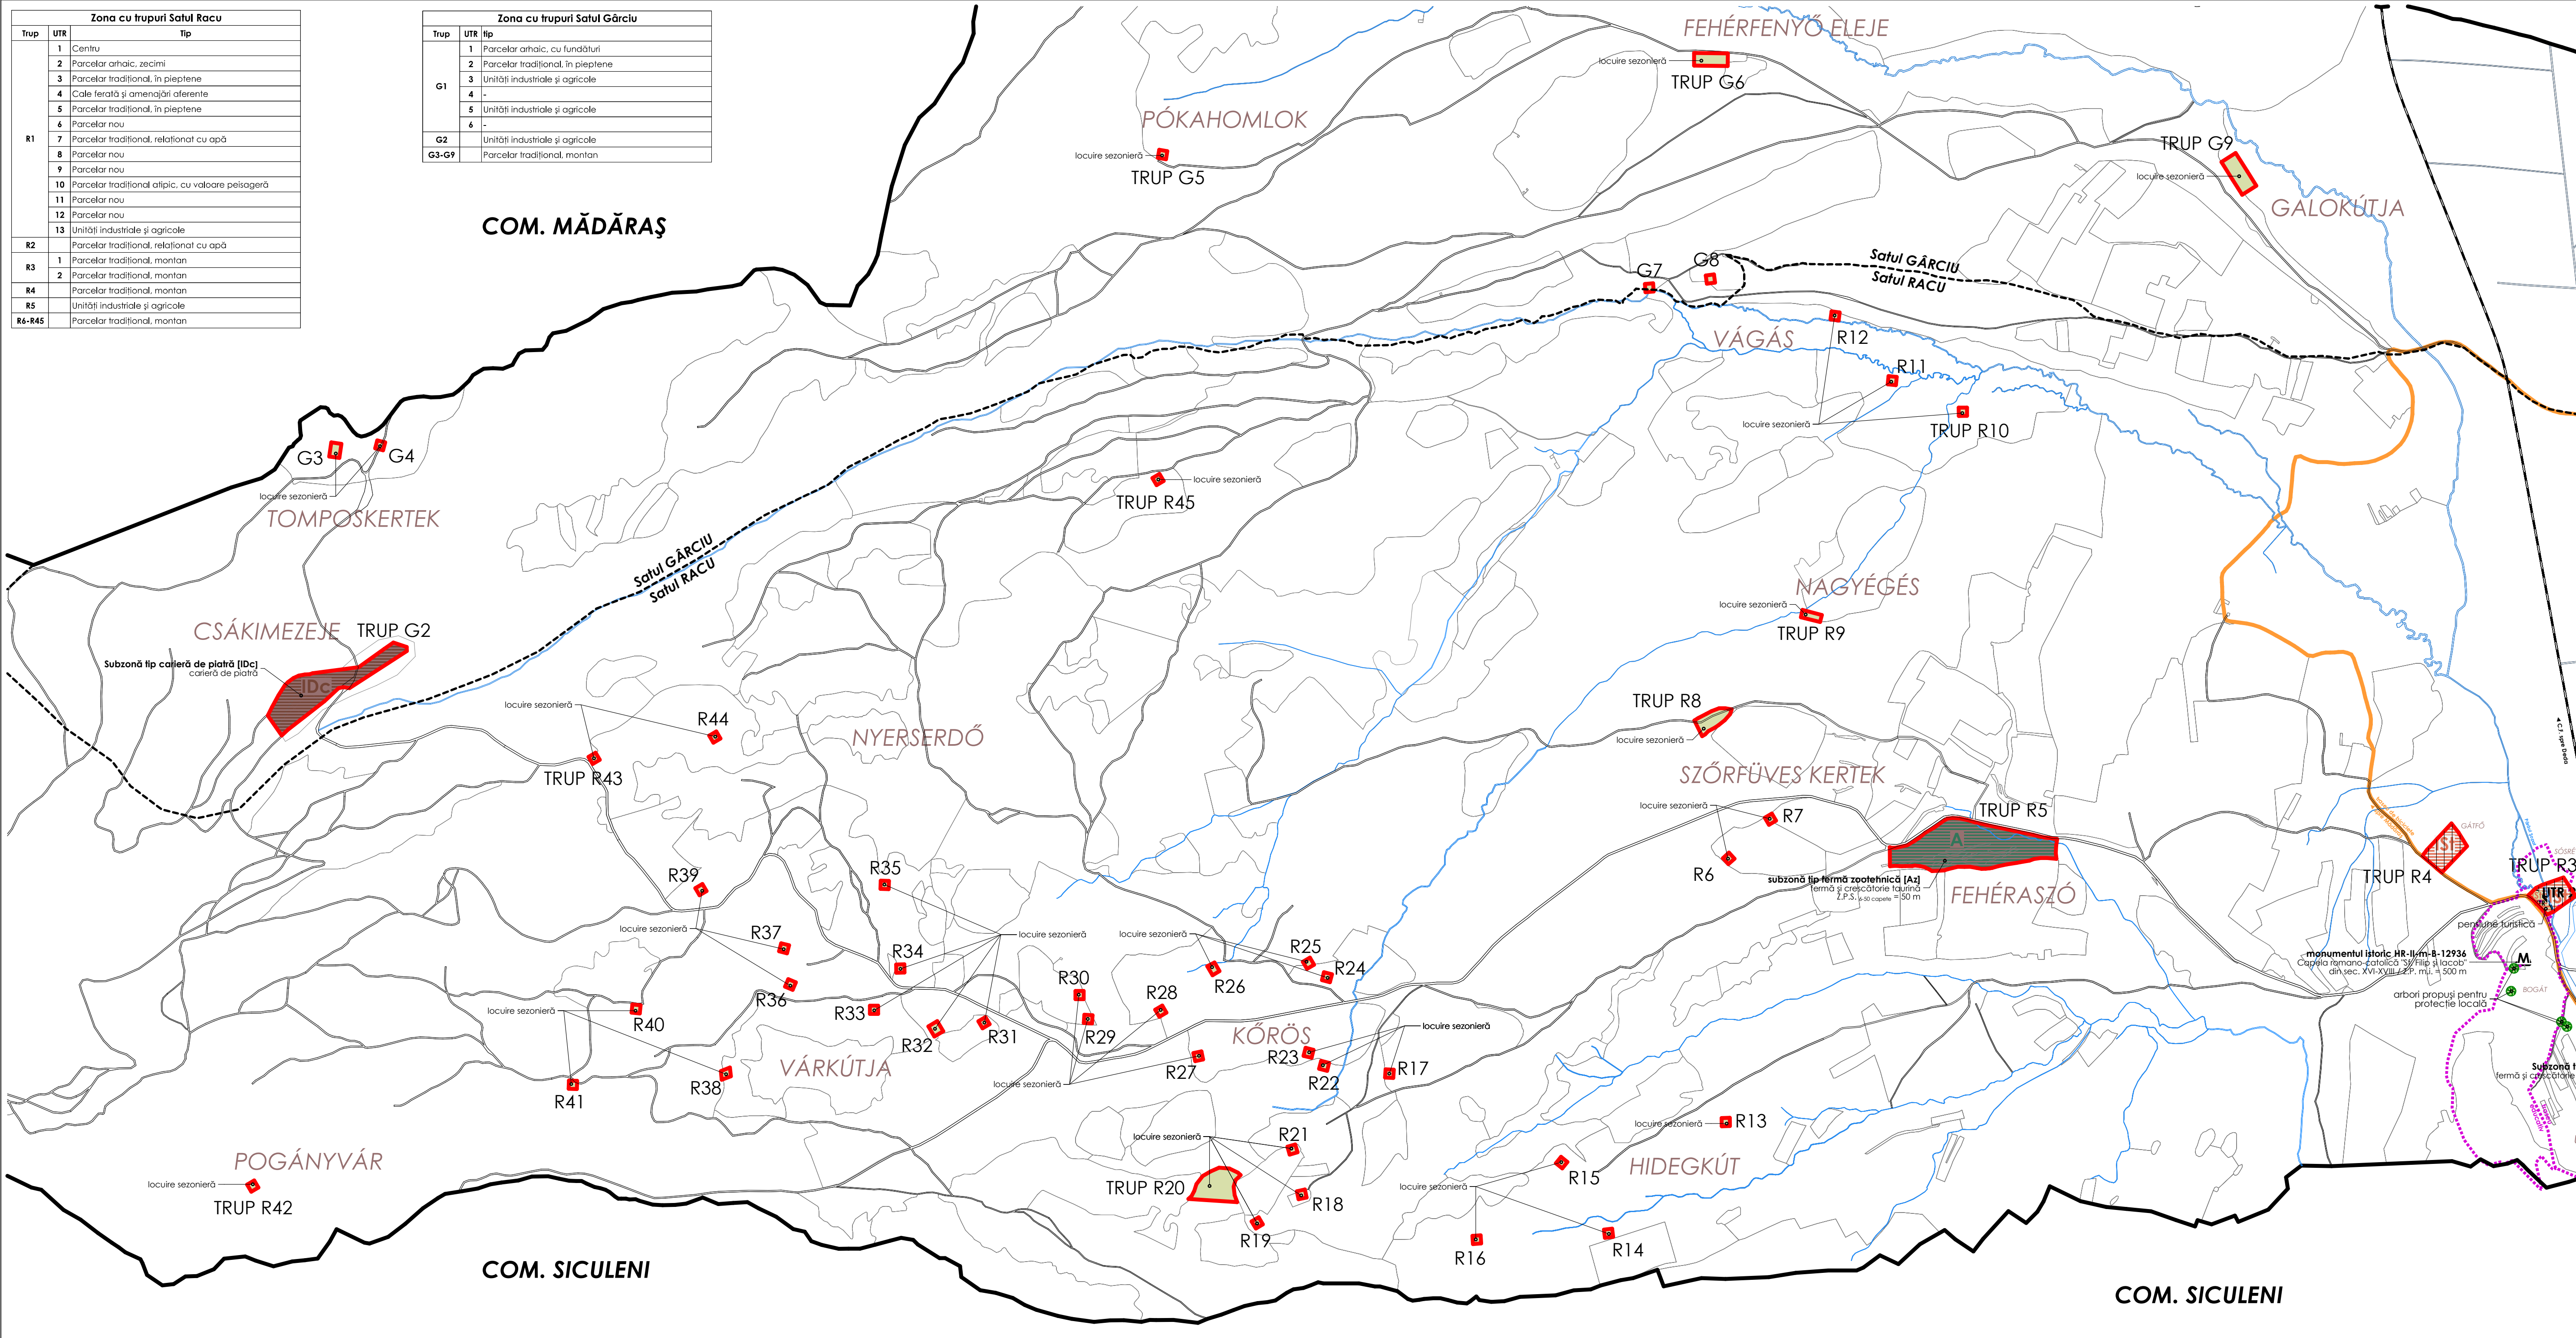 Zona cu trupuri Satul Racu
Trup UTR Tip
R1
1 Centru
2 Parcelar arhaic, zecimi
3 Parcelar tradițional, în pieptene
4 Cale ferată și amenajări aferente
5 Parcelar tradițional, în pieptene
6 Parcelar nou
7 Parcelar tradițional, relaționat cu apă
8 Parcelar nou
9 Parcelar nou
10 Parcelar tradițional atipic, cu valoare peisageră
11 Parcelar nou
12 Parcelar nou
13 Unități industriale și agricole
R2 Parcelar tradițional, relaționat cu apă
R3
1 Parcelar tradițional, montan
2 Parcelar tradițional, montan
R4 Parcelar tradițional, montan
R5 Unități industriale și agricole
R6-R45 Parcelar tradițional, montan
Zona cu trupuri Satul Gârciu
Trup UTR tip
G1
1 Parcelar arhaic, cu fundături
2 Parcelar tradițional, în pieptene
3 Unități industriale și agricole
4 -
5 Unități industriale și agricole
6 -
G2 Unități industriale și agricole
G3-G9 Parcelar tradițional, montan
COM. MĂDĂRAŞ
FEHÉRFENYŐ ELEJE
locuire sezonieră
TRUP G6
PÓKAHOMLOK
locuire sezonieră
TRUP G5
TRUP G9
locuire sezonieră
GALOKÚTJA
G7
G8
Satul GÂRCIU
Satul RACU
VÁGÁS
R12
R11
locuire sezonieră
TRUP R10
G3
G4
locuire sezonieră
TOMPOSKERTEK
locuire sezonieră
TRUP R45
Satul GÂRCIU
Satul RACU
NAGYÉGÉS
locuire sezonieră
TRUP R9
CSÁKIMEZEJE
TRUP G2
Subzonă tip carieră de piatră [IDc]
carieră de piatră
IDc
locuire sezonieră
R44
TRUP R43
NYERSERDŐ
TRUP R8
locuire sezonieră
SZŐRFÜVES KERTEK
locuire sezonieră
R7
R6
TRUP R5
A
subzonă tip fermă zootehnică [Az]
fermă și crescătorie taurină
Z.P.S. 6-50 capete = 50 m
FEHÉRASZÓ
C.F. spre Deda
GÁTFŐ
TRUP R4
TRUP R3
UTR
pensiune turistică
monumentul istoric HR-II-m-B-12936
Capela romano-catolică "Sf. Filip și Iacob"
din sec. XVI-XVIII / Z.P. m.i. = 500 m
M
BOGÁT
arbori propuși pentru
protecție locală
R39
R35
locuire sezonieră
R37
R36
R34
locuire sezonieră
R33
R32
R31
R30
R29
R28
locuire sezonieră
R26
R25
R24
locuire sezonieră
R40
R41
R38
VÁRKÚTJA
locuire sezonieră
R27
KŐRÖS
R23
R22
locuire sezonieră
R17
locuire sezonieră
R21
TRUP R20
R18
R19
locuire sezonieră
R13
R15
HIDEGKÚT
locuire sezonieră
R16
R14
POGÁNYVÁR
locuire sezonieră
TRUP R42
COM. SICULENI
COM. SICULENI